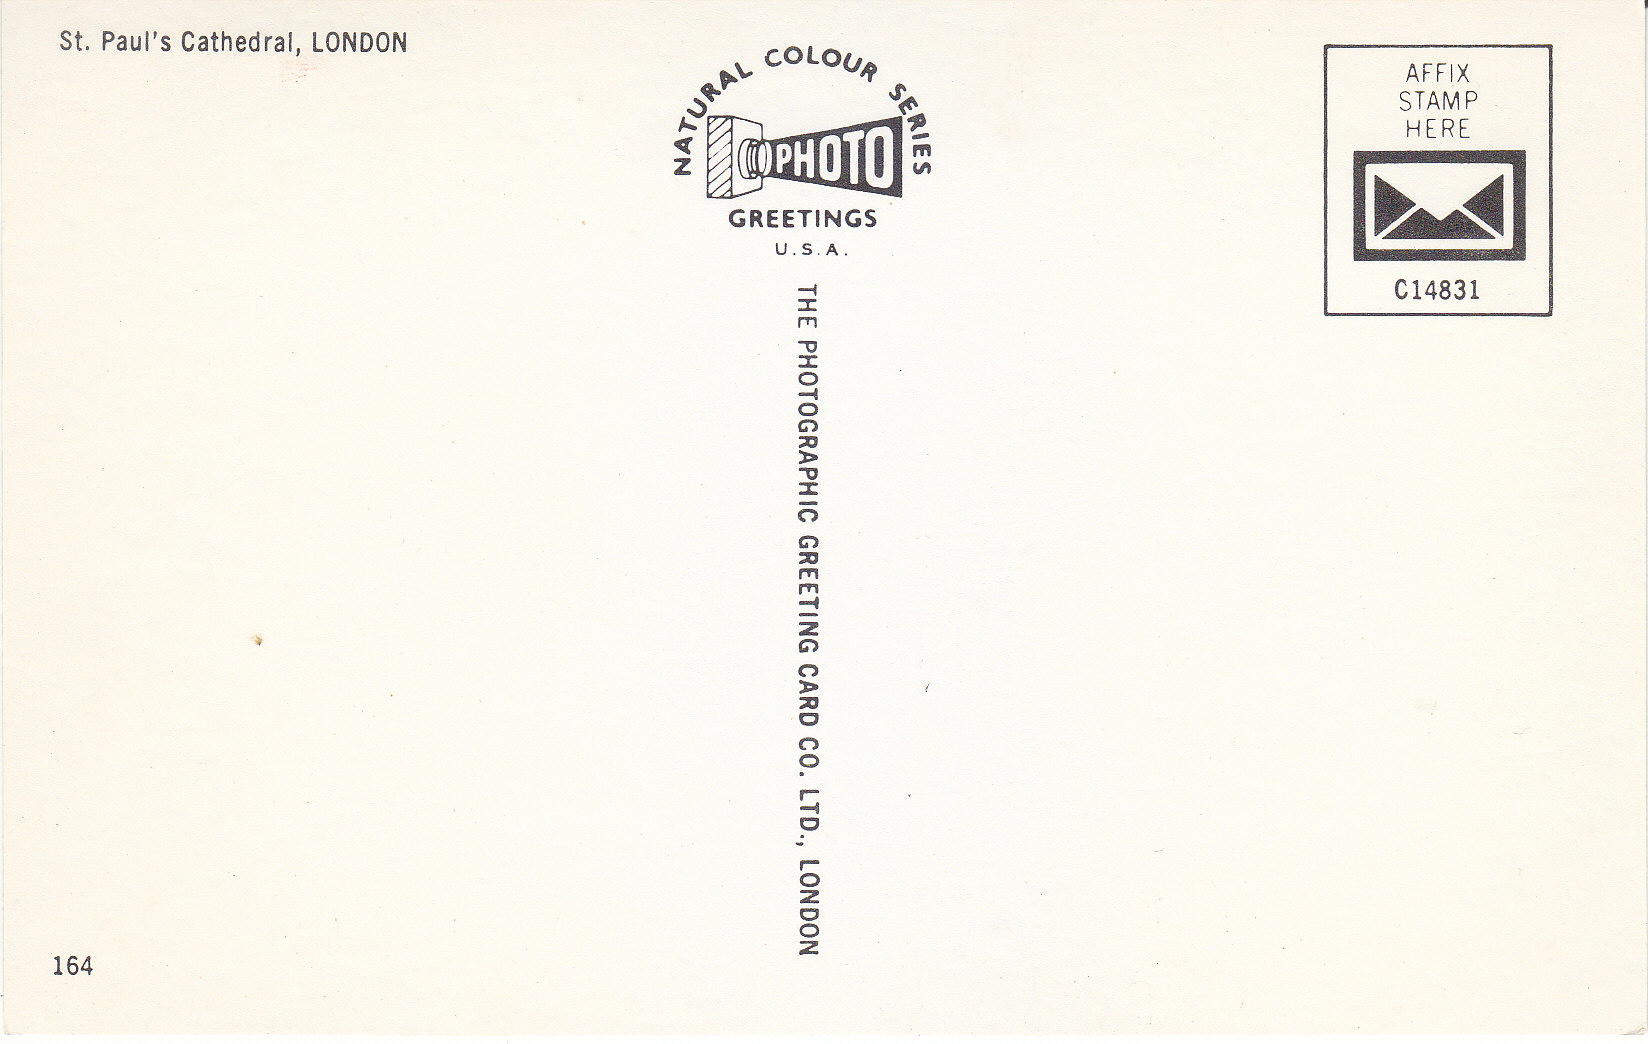 St. Paul's Cathedral, LONDON
NATURAL COLOUR SERIES
PHOTO
GREETINGS
U.S.A.
THE PHOTOGRAPHIC GREETING CARD CO. LTD., LONDON
AFFIX
STAMP
HERE
C14831
164